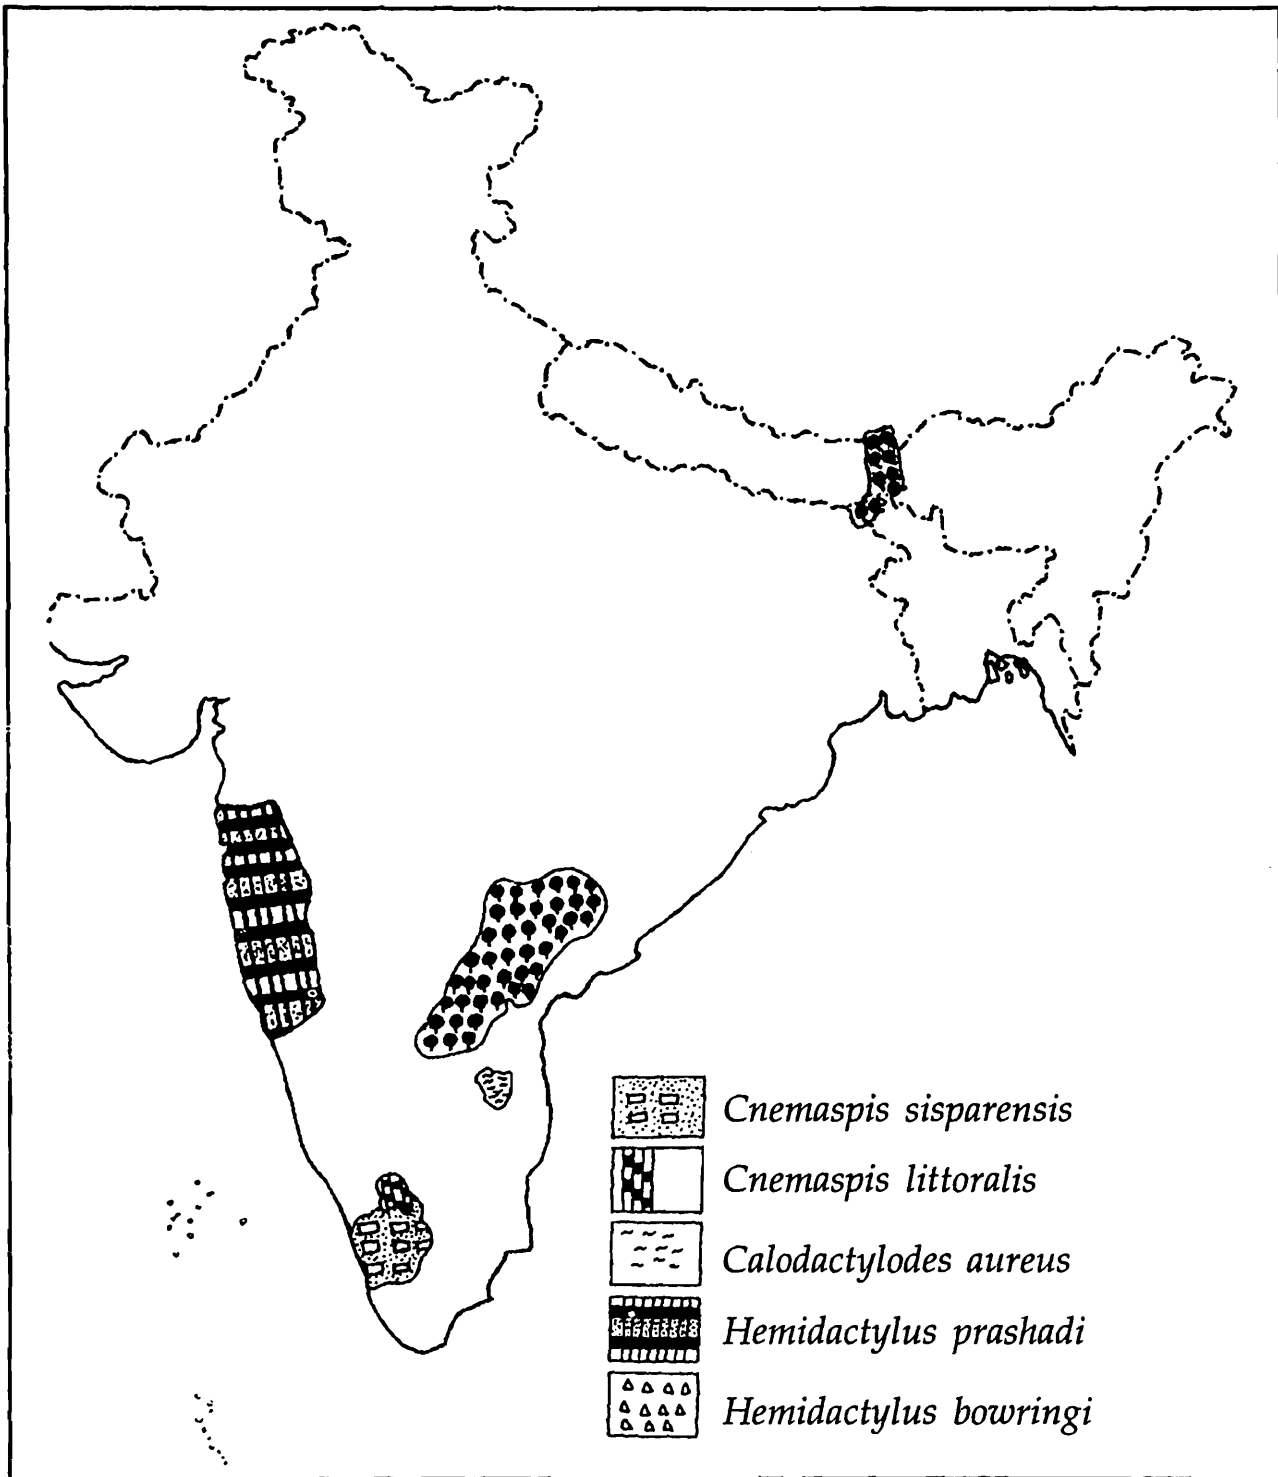 Cnemaspis sisparensis
Cnemaspis littoralis
Calodactylodes aureus
Hemidactylus prashadi
Hemidactylus bowringi